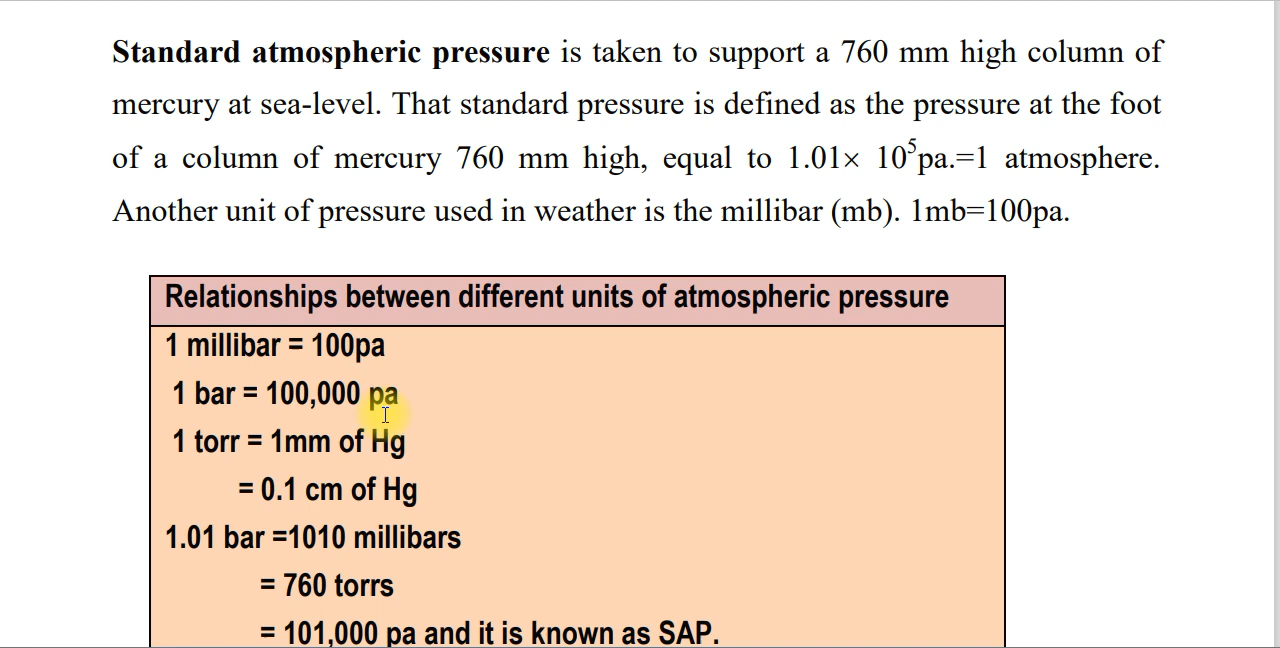 Standard atmospheric pressure is taken to support a 760 mm high column of
mercury at sea-level. That standard pressure is defined as the pressure at the foot
of a column of mercury 760 mm high, equal to 1.01× 10⁵pa.=1 atmosphere.
Another unit of pressure used in weather is the millibar (mb). 1mb=100pa.
Relationships between different units of atmospheric pressure
1 millibar = 100pa
1 bar = 100,000 pa
1 torr = 1mm of Hg
= 0.1 cm of Hg
1.01 bar =1010 millibars
= 760 torrs
= 101,000 pa and it is known as SAP.